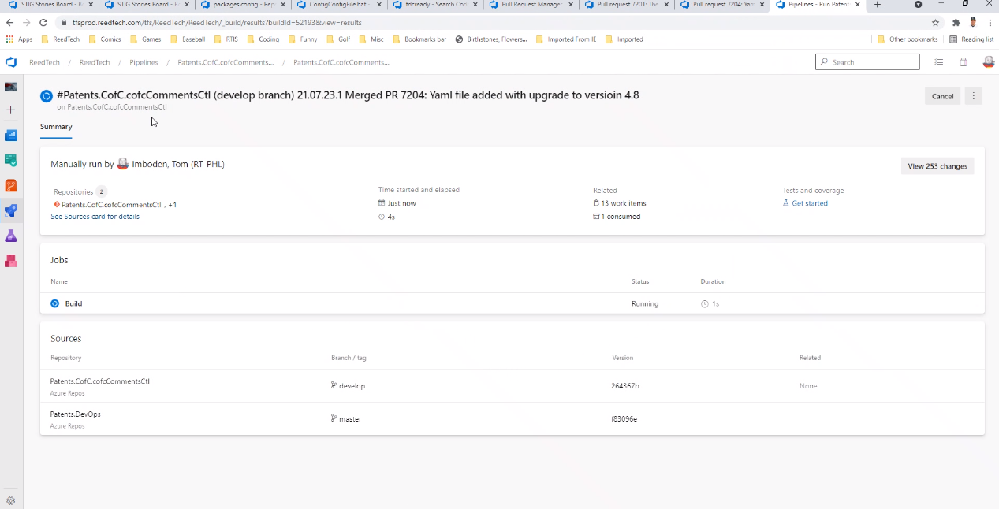 STIG Stories Board - B
STIG Stories Board - B
packages.config - Rep
ConfigConfigFile.bat -
fdcready - Search Cod
Pull Request Manager
Pull request 7201: The
Pull request 7204: Yam
Pipelines - Run Patent
tfsprod.reedtech.com/tfs/ReedTech/ReedTech/_build/results?buildId=52193&view=results
Apps ReedTech Comics Games Baseball RTIS Coding Funny Golf Misc Bookmarks bar Birthstones, Flowers,... Imported From IE Imported Other bookmarks Reading list
ReedTech / ReedTech / Pipelines / Patents.CofC.cofcComments... / Patents.CofC.cofcComments...
Search
#Patents.CofC.cofcCommentsCtl (develop branch) 21.07.23.1 Merged PR 7204: Yaml file added with upgrade to versioin 4.8
on Patents.CofC.cofcCommentsCtl
Cancel
Summary
Manually run by Imboden, Tom (RT-PHL)
View 253 changes
Repositories 2
Patents.CofC.cofcCommentsCtl , +1
See Sources card for details
Time started and elapsed
Just now
4s
Related
13 work items
1 consumed
Tests and coverage
Get started
Jobs
Name Status Duration
Build Running 1s
Sources
Repository Branch / tag Version Related
Patents.CofC.cofcCommentsCtl
Azure Repos
develop 264367b None
Patents.DevOps
Azure Repos
master f83096e